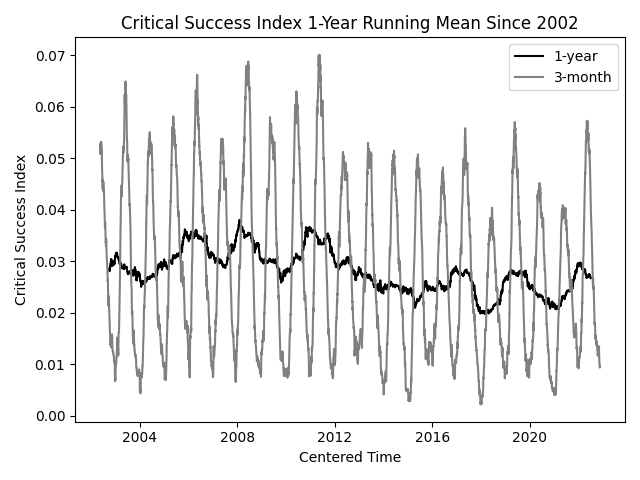 Critical Success Index 1-Year Running Mean Since 2002
1-year
3-month
Critical Success Index
0.07
0.06
0.05
0.04
0.03
0.02
0.01
0.00
2004 2008 2012 2016 2020
Centered Time